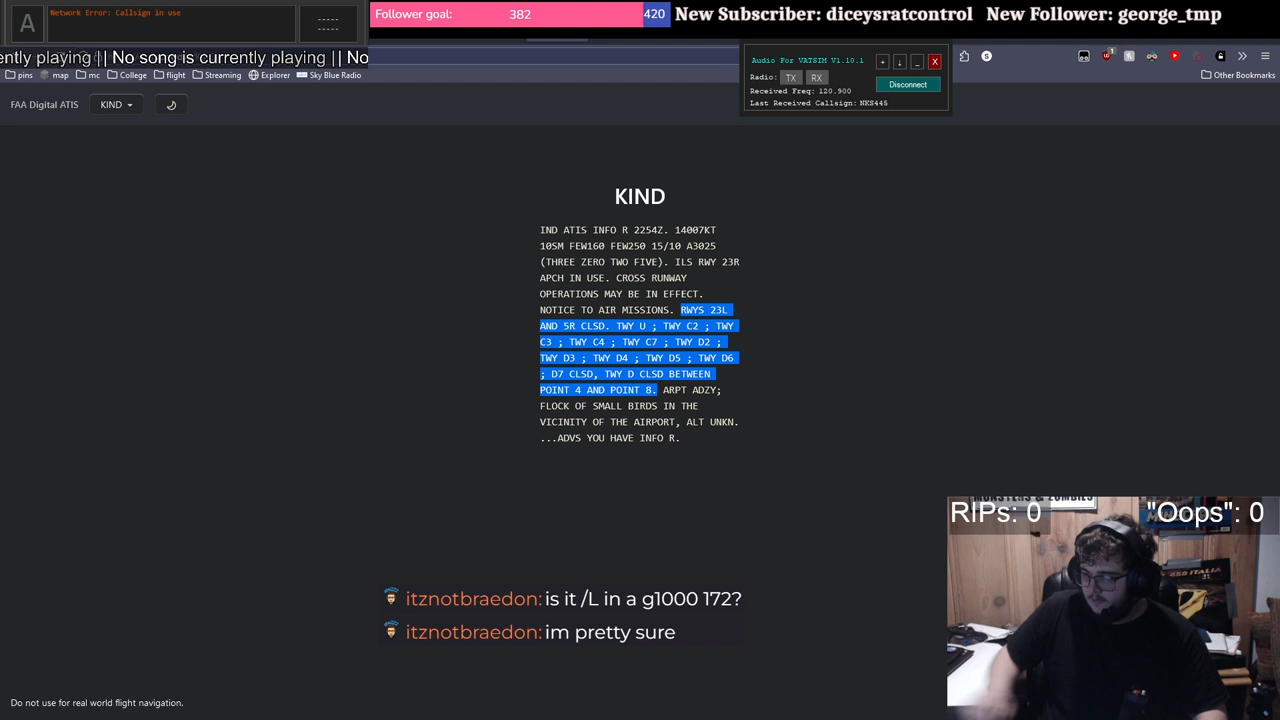 A
Network Error: Callsign in use
-----
-----
Follower goal:
382
420
New Subscriber: diceysratcontrol New Follower: george_tmp
ently playing || No song is currently playing || No
Audio For VATSIM V1.10.1
+
↓
_
X
Radio:
TX
RX
Disconnect
Received Freq: 120.900
Last Received Callsign: NKS445
S
1
pins
map
mc
College
flight
Streaming
Explorer
Sky Blue Radio
Other Bookmarks
FAA Digital ATIS
KIND
KIND
IND ATIS INFO R 2254Z. 14007KT
10SM FEW160 FEW250 15/10 A3025
(THREE ZERO TWO FIVE). ILS RWY 23R
APCH IN USE. CROSS RUNWAY
OPERATIONS MAY BE IN EFFECT.
NOTICE TO AIR MISSIONS. RWYS 23L
AND 5R CLSD. TWY U ; TWY C2 ; TWY
C3 ; TWY C4 ; TWY C7 ; TWY D2 ;
TWY D3 ; TWY D4 ; TWY D5 ; TWY D6
; D7 CLSD, TWY D CLSD BETWEEN
POINT 4 AND POINT 8. ARPT ADZY;
FLOCK OF SMALL BIRDS IN THE
VICINITY OF THE AIRPORT, ALT UNKN.
...ADVS YOU HAVE INFO R.
RIPs: 0
"Oops": 0
itznotbraedon: is it /L in a g1000 172?
itznotbraedon: im pretty sure
Do not use for real world flight navigation.